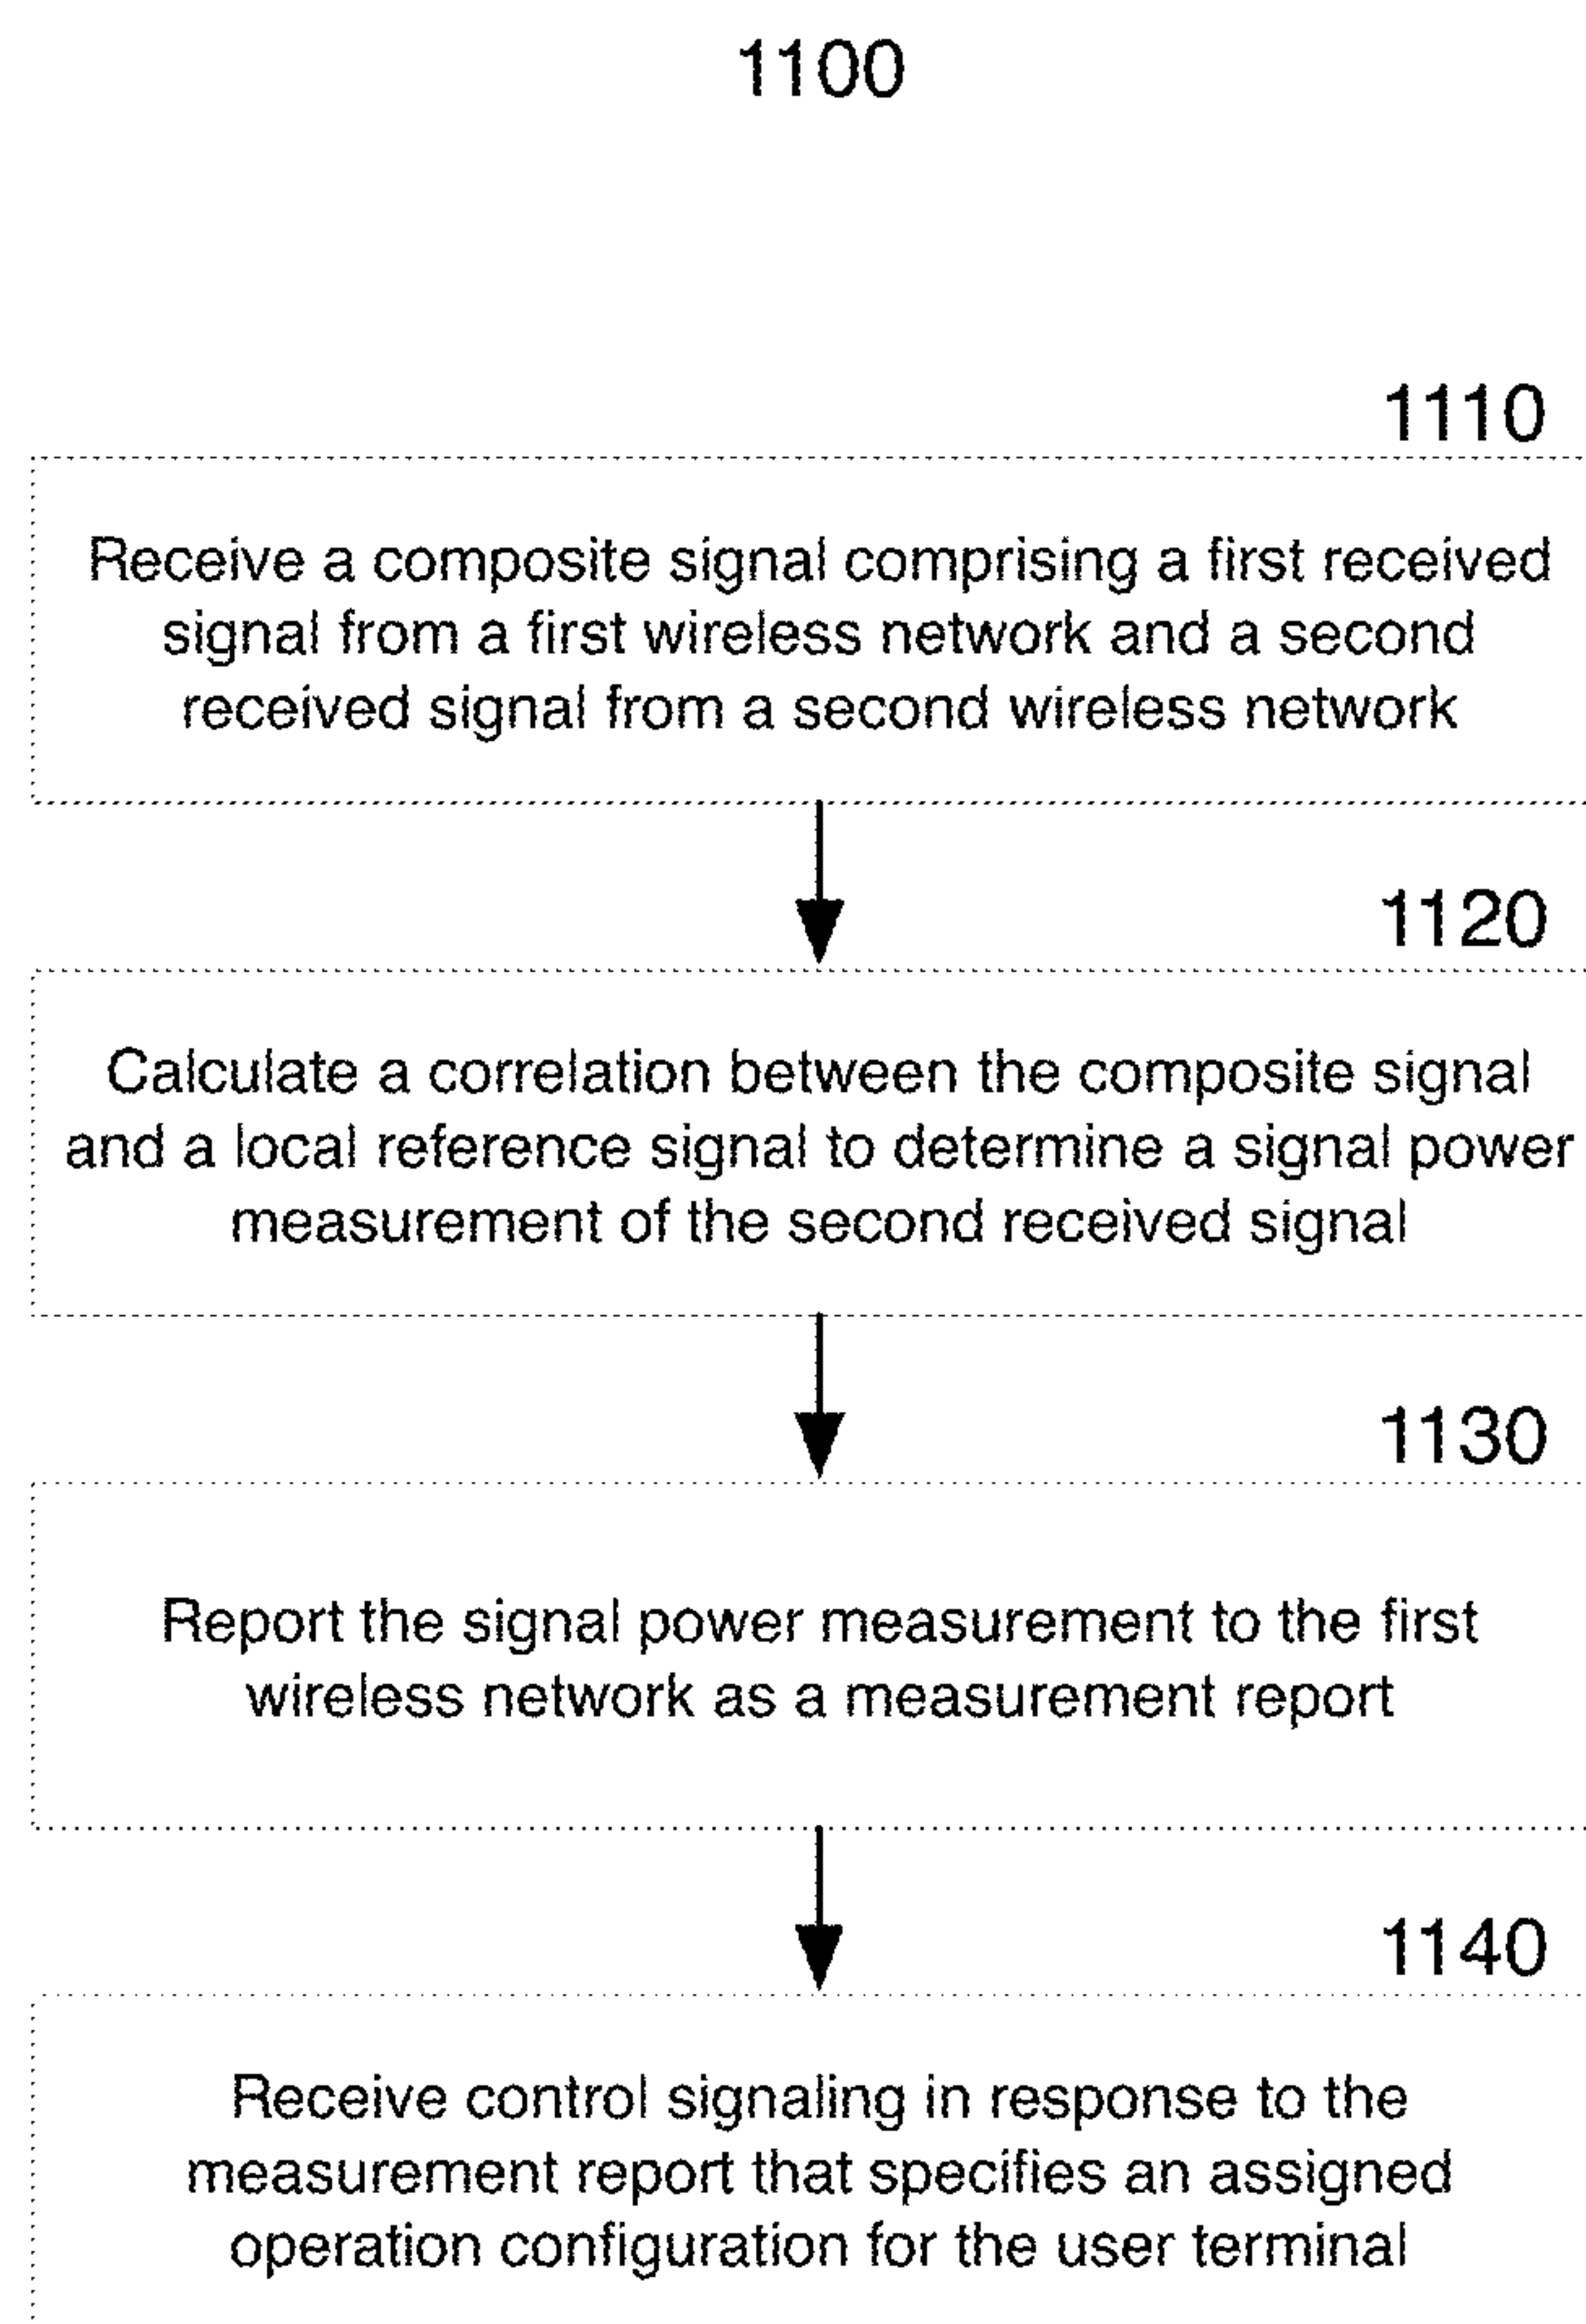 1100
1110
Receive a composite signal comprising a first received
signal from a first wireless network and a second
received signal from a second wireless network
1120
Calculate a correlation between the composite signal
and a local reference signal to determine a signal power
measurement of the second received signal
1130
Report the signal power measurement to the first
wireless network as a measurement report
1140
Receive control signaling in response to the
measurement report that specifies an assigned
operation configuration for the user terminal